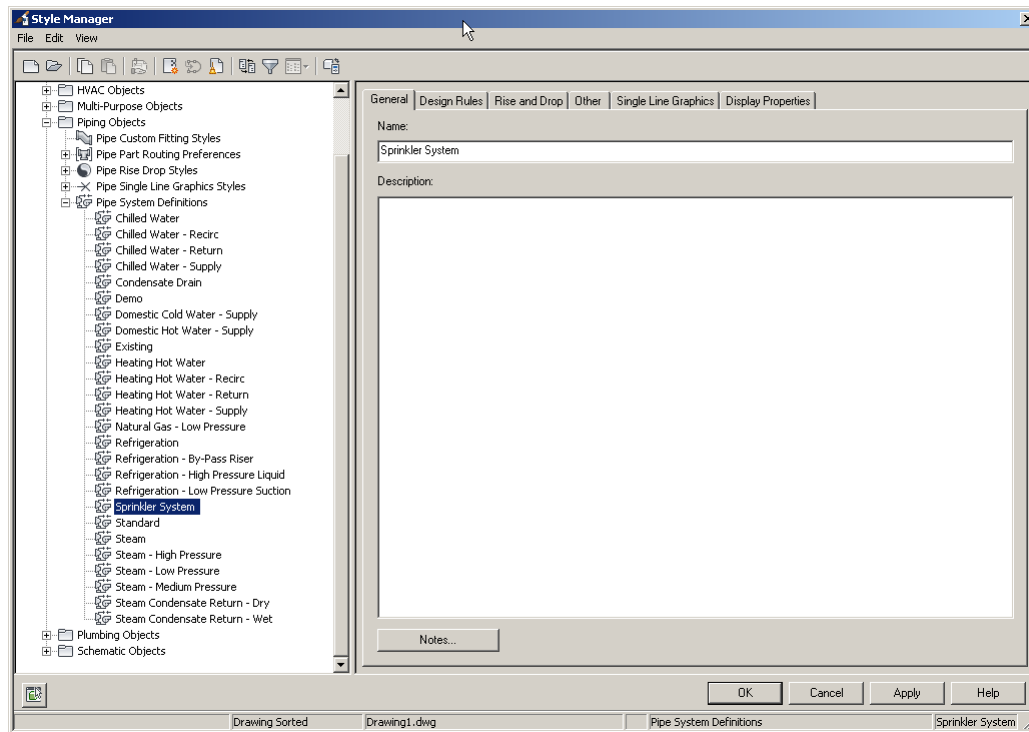 Style Manager
File Edit View
HVAC Objects
Multi-Purpose Objects
Piping Objects
Pipe Custom Fitting Styles
Pipe Part Routing Preferences
Pipe Rise Drop Styles
Pipe Single Line Graphics Styles
Pipe System Definitions
Chilled Water
Chilled Water - Recirc
Chilled Water - Return
Chilled Water - Supply
Condensate Drain
Demo
Domestic Cold Water - Supply
Domestic Hot Water - Supply
Existing
Heating Hot Water
Heating Hot Water - Recirc
Heating Hot Water - Return
Heating Hot Water - Supply
Natural Gas - Low Pressure
Refrigeration
Refrigeration - By-Pass Riser
Refrigeration - High Pressure Liquid
Refrigeration - Low Pressure Suction
Sprinkler System
Standard
Steam
Steam - High Pressure
Steam - Low Pressure
Steam - Medium Pressure
Steam Condensate Return - Dry
Steam Condensate Return - Wet
Plumbing Objects
Schematic Objects
General Design Rules Rise and Drop Other Single Line Graphics Display Properties
Name:
Sprinkler System
Description:
Notes...
OK Cancel Apply Help
Drawing Sorted Drawing1.dwg Pipe System Definitions Sprinkler System